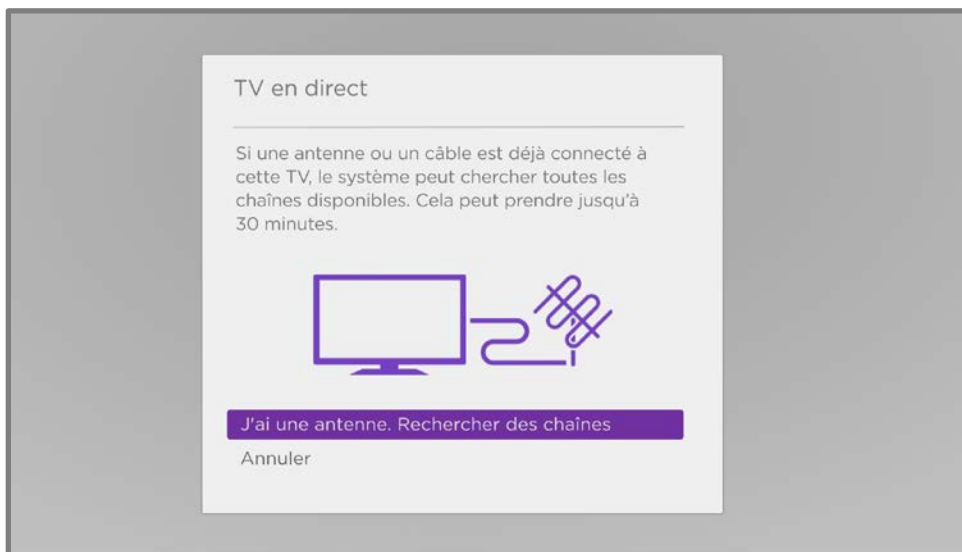 TV en direct
Si une antenne ou un câble est déjà connecté à
cette TV, le système peut chercher toutes les
chaînes disponibles. Cela peut prendre jusqu'à
30 minutes.
J'ai une antenne. Rechercher des chaînes
Annuler